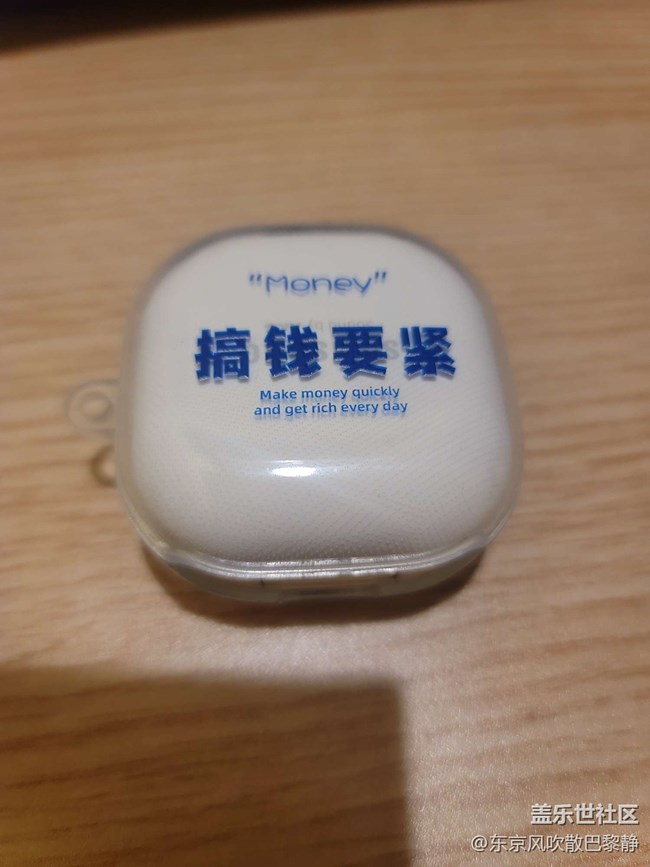 "Money"
搞钱要紧
Make money quickly
and get rich every day
盖乐世社区
@东京风吹散巴黎静